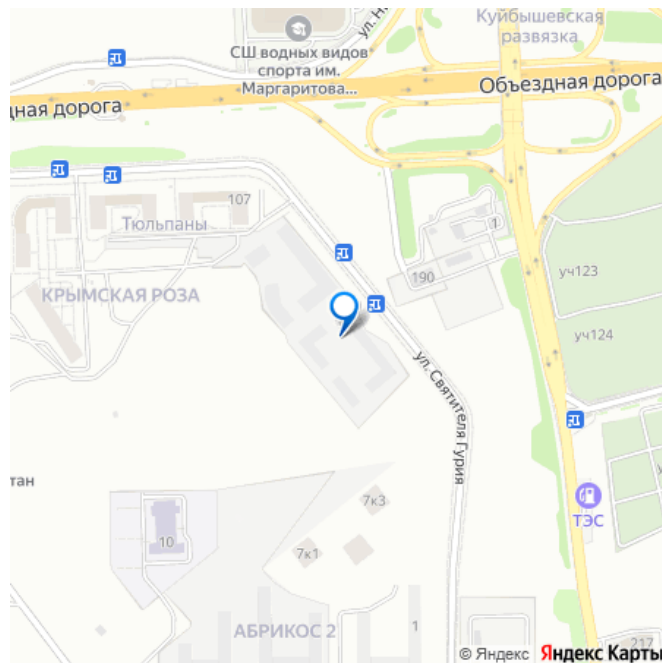 Куйбышевская
развязка
ул. Н
СШ водных видов
спорта им.
Маргаритова...
Объездная дорога
дная дорога
107
Тюльпаны
1
190
уч123
КРЫМСКАЯ РОЗА
уч124
ул. Святителя Гурия
тан
ТЭС
7к3
10
7к1
АБРИКОС 2
1
217
© Яндекс Яндекс Карты